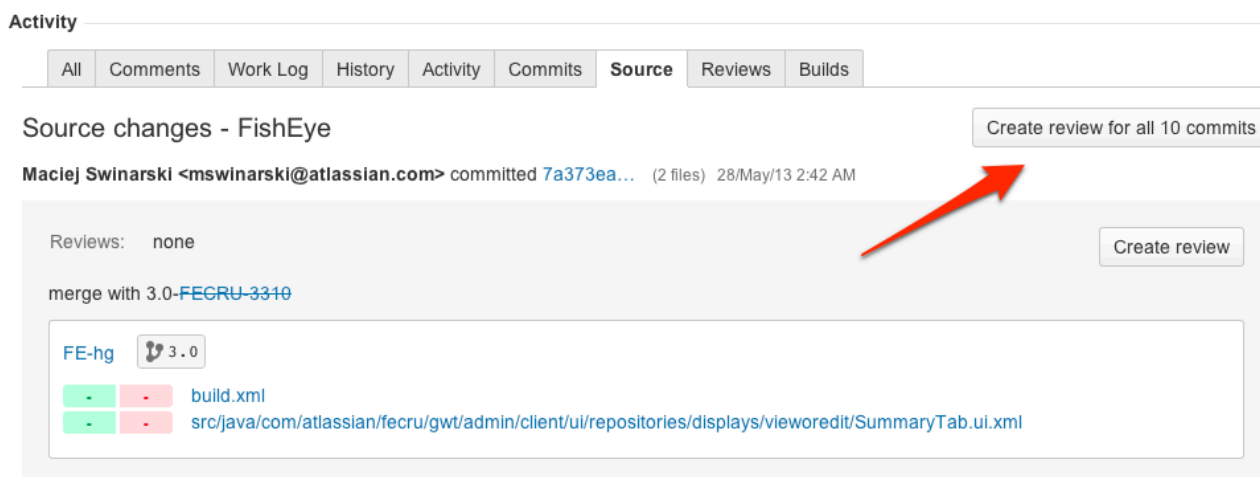 Activity
All Comments Work Log History Activity Commits Source Reviews Builds
Source changes - FishEye
Create review for all 10 commits
Maciej Swinarski <mswinarski@atlassian.com> committed 7a373ea... (2 files) 28/May/13 2:42 AM
Reviews: none
Create review
merge with 3.0-FECRU-3310
FE-hg 3.0
- - build.xml
- - src/java/com/atlassian/fecru/gwt/admin/client/ui/repositories/displays/vieworedit/SummaryTab.ui.xml